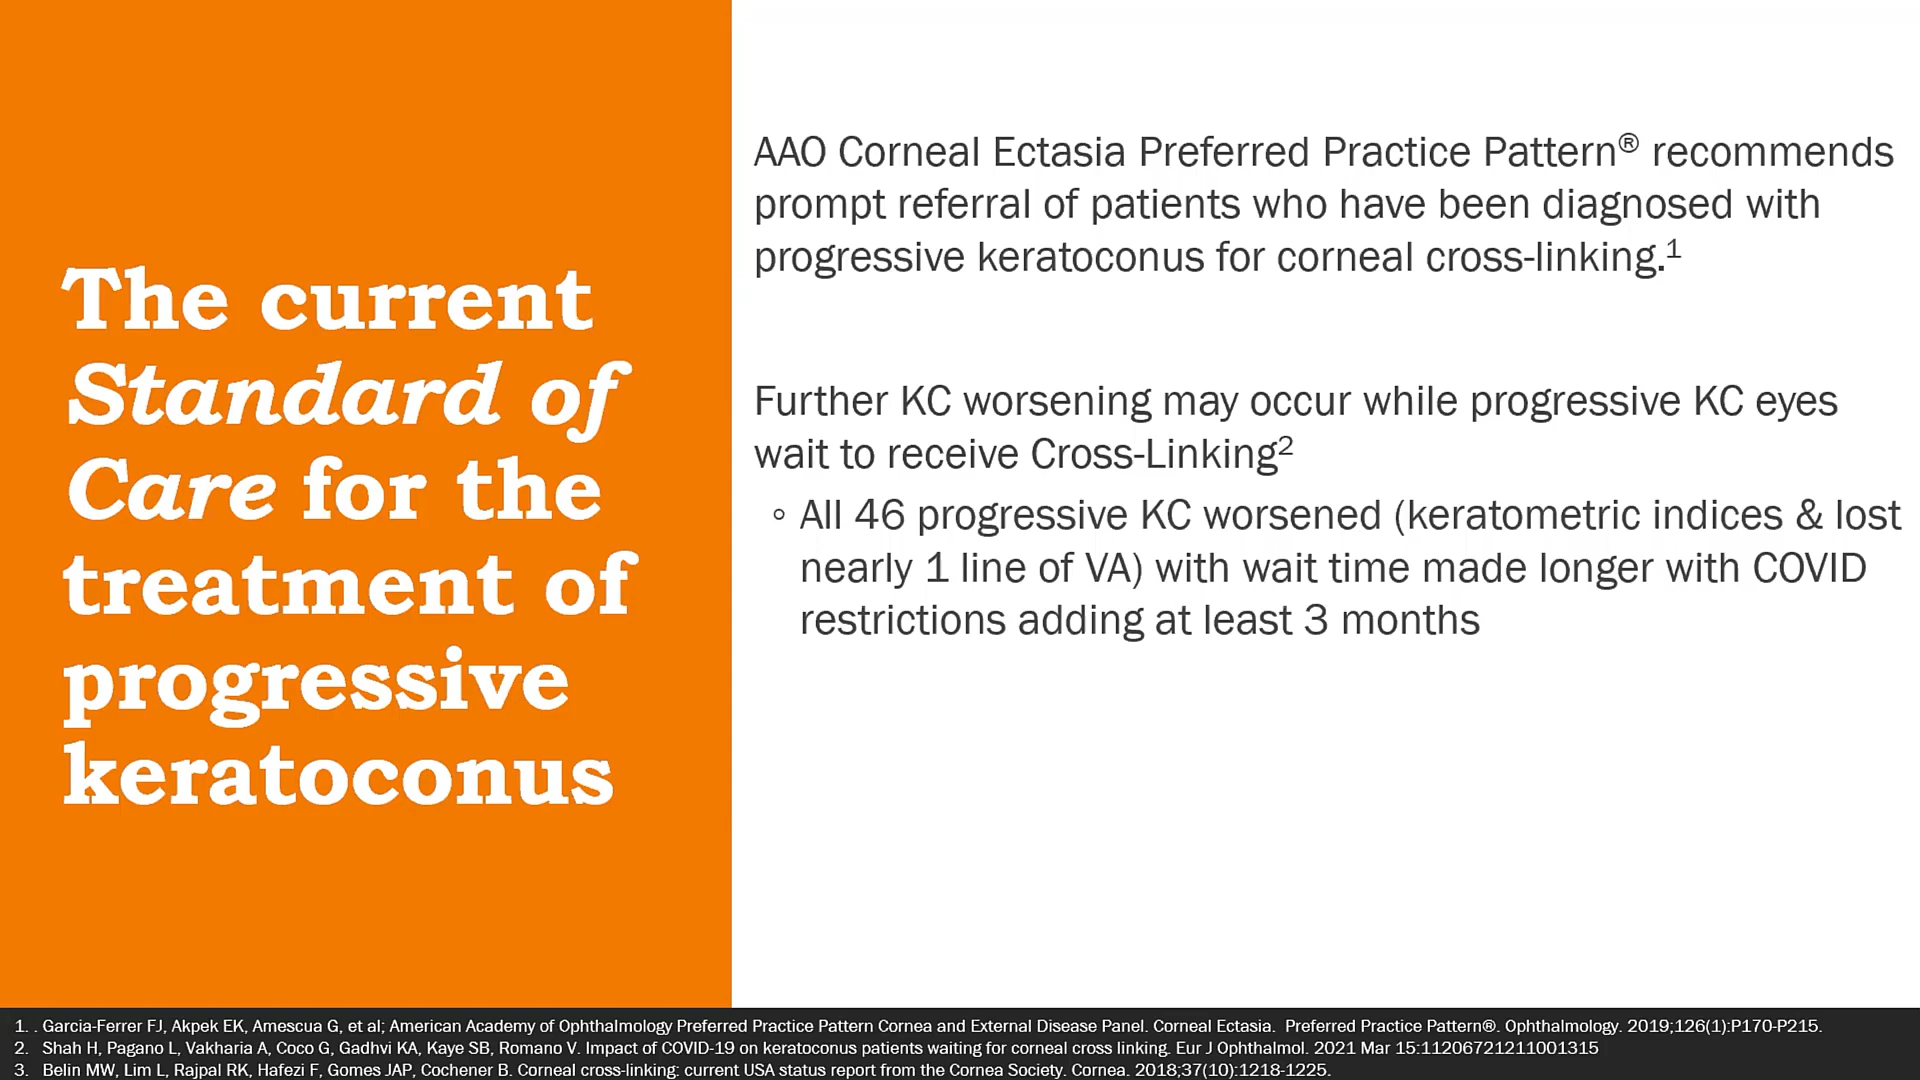 The current
Standard of
Care for the
treatment of
progressive
keratoconus
AAO Corneal Ectasia Preferred Practice Pattern® recommends
prompt referral of patients who have been diagnosed with
progressive keratoconus for corneal cross-linking.¹
Further KC worsening may occur while progressive KC eyes
wait to receive Cross-Linking²
◦ All 46 progressive KC worsened (keratometric indices & lost
nearly 1 line of VA) with wait time made longer with COVID
restrictions adding at least 3 months
1. . Garcia-Ferrer FJ, Akpek EK, Amescua G, et al; American Academy of Ophthalmology Preferred Practice Pattern Cornea and External Disease Panel. Corneal Ectasia. Preferred Practice Pattern®. Ophthalmology. 2019;126(1):P170-P215.
2. Shah H, Pagano L, Vakharia A, Coco G, Gadhvi KA, Kaye SB, Romano V. Impact of COVID-19 on keratoconus patients waiting for corneal cross linking. Eur J Ophthalmol. 2021 Mar 15:11206721211001315
3. Belin MW, Lim L, Rajpal RK, Hafezi F, Gomes JAP, Cochener B. Corneal cross-linking: current USA status report from the Cornea Society. Cornea. 2018;37(10):1218-1225.